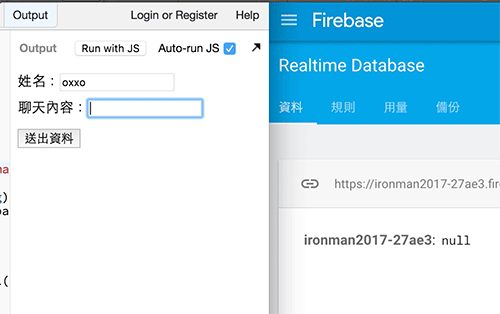 Output
Login or Register
Help
Output
Run with JS
Auto-run JS
姓名：oxxo
聊天內容：
送出資料
Firebase
Realtime Database
資料
規則
用量
備份
https://ironman2017-27ae3.fire
ironman2017-27ae3: null